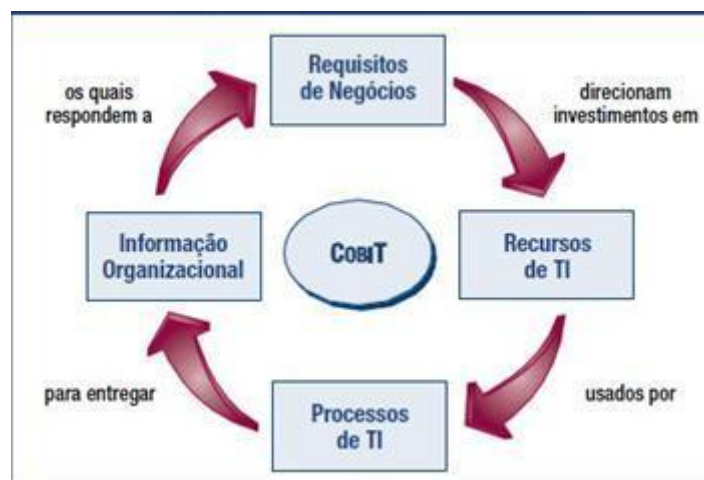 Requisitos
de Negócios
direcionam
investimentos em
Recursos
de TI
usados por
Processos
de TI
para entregar
Informação
Organizacional
os quais
respondem a
COBIT